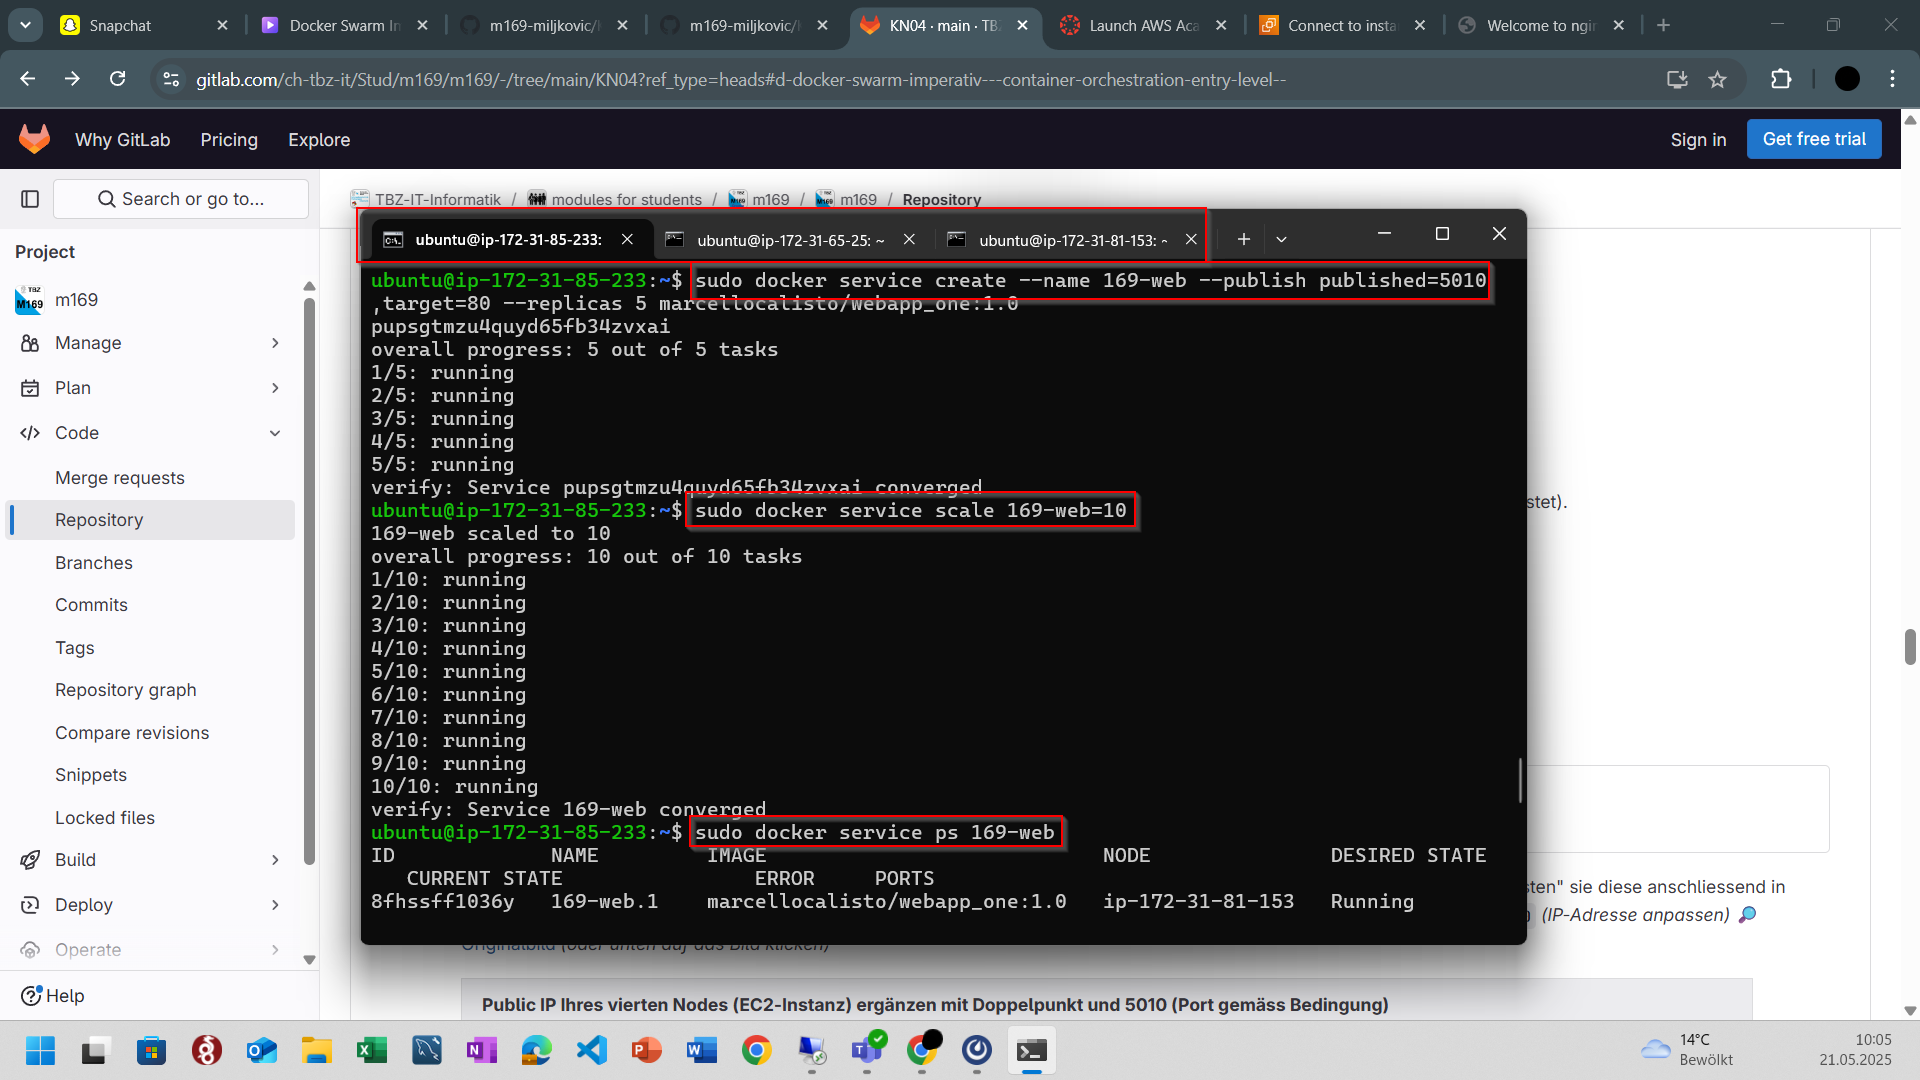 Snapchat
Docker Swarm In
m169-miljkovic/
m169-miljkovic/
KN04 · main · TB
Launch AWS Aca
Connect to insta
Welcome to ngi
gitlab.com/ch-tbz-it/Stud/m169/m169/-/tree/main/KN04?ref_type=heads#d-docker-swarm-imperativ---container-orchestration-entry-level--
Why GitLab
Pricing
Explore
Sign in
Get free trial
Search or go to...
TBZ-IT-Informatik / modules for students / m169 / m169 / Repository
Project
m169
Manage
Plan
Code
Merge requests
Repository
Branches
Commits
Tags
Repository graph
Compare revisions
Snippets
Locked files
Build
Deploy
Operate
Help
ubuntu@ip-172-31-85-233:
ubuntu@ip-172-31-65-25: ~
ubuntu@ip-172-31-81-153: ~
ubuntu@ip-172-31-85-233:~$ sudo docker service create --name 169-web --publish published=5010
,target=80 --replicas 5 marcellocalisto/webapp_one:1.0
pupsgtmzu4quyd65fb34zvxai
overall progress: 5 out of 5 tasks
1/5: running
2/5: running
3/5: running
4/5: running
5/5: running
verify: Service pupsgtmzu4quyd65fb34zvxai converged
ubuntu@ip-172-31-85-233:~$ sudo docker service scale 169-web=10
169-web scaled to 10
overall progress: 10 out of 10 tasks
1/10: running
2/10: running
3/10: running
4/10: running
5/10: running
6/10: running
7/10: running
8/10: running
9/10: running
10/10: running
verify: Service 169-web converged
ubuntu@ip-172-31-85-233:~$ sudo docker service ps 169-web
ID NAME IMAGE NODE DESIRED STATE
CURRENT STATE ERROR PORTS
8fhssff1036y 169-web.1 marcellocalisto/webapp_one:1.0 ip-172-31-81-153 Running
stet).
sten" sie diese anschliessend in
(IP-Adresse anpassen)
Originalbild (oder unten auf das Bild klicken)
Public IP Ihres vierten Nodes (EC2-Instanz) ergänzen mit Doppelpunkt und 5010 (Port gemäss Bedingung)
14°C
Bewölkt
10:05
21.05.2025